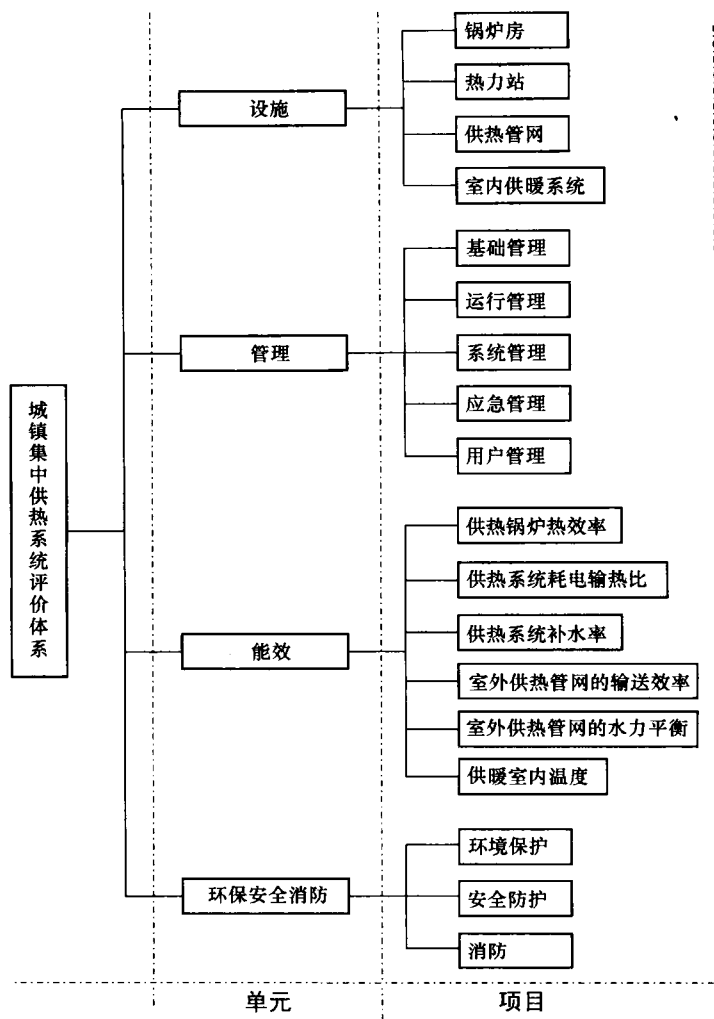 城镇集中供热系统评价体系
设施
锅炉房
热力站
供热管网
室内供暖系统
管理
基础管理
运行管理
系统管理
应急管理
用户管理
能效
供热锅炉热效率
供热系统耗电输热比
供热系统补水率
室外供热管网的输送效率
室外供热管网的水力平衡
供暖室内温度
环保安全消防
环境保护
安全防护
消防
单元
项目